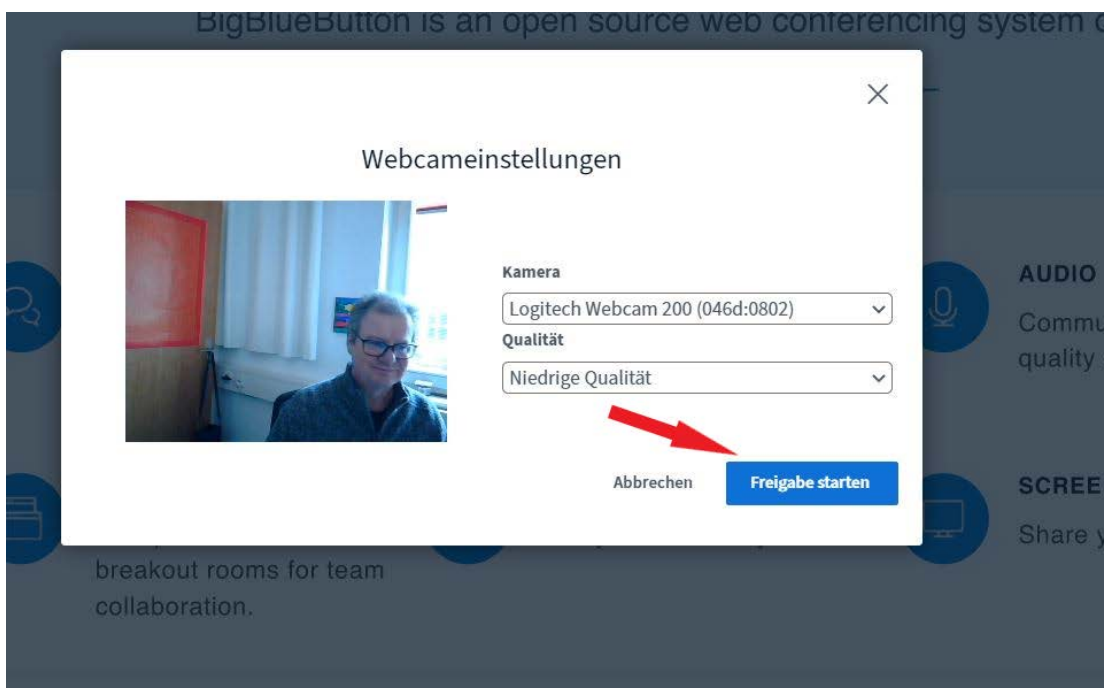 BigBlueButton is an open source web conferencing system
Webcameinstellungen
Kamera
Logitech Webcam 200 (046d:0802)
Qualität
Niedrige Qualität
Abbrechen
Freigabe starten
AUDIO
quality
SCREE
Share
breakout rooms for team
collaboration.